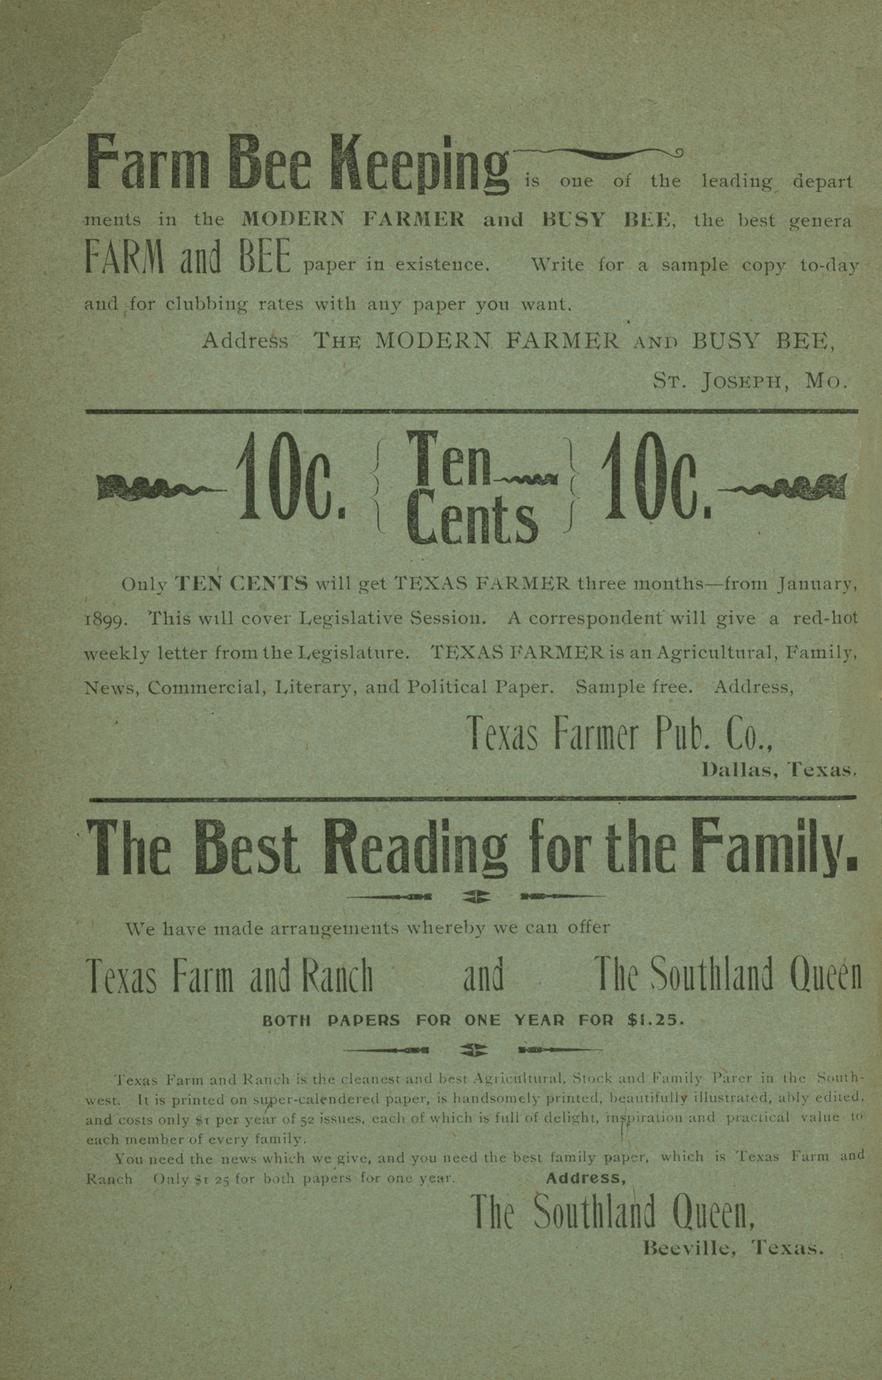 Farm Bee Keeping is one of the leading depart
ments in the MODERN FARMER and BUSY BEE, the best genera
FARM and BEE paper in existence. Write for a sample copy to-day
and for clubbing rates with any paper you want.
Address THE MODERN FARMER AND BUSY BEE,
ST. JOSEPH, MO.
10c. { Ten Cents } 10c.
Only TEN CENTS will get TEXAS FARMER three months—from January,
1899. This will cover Legislative Session. A correspondent will give a red-hot
weekly letter from the Legislature. TEXAS FARMER is an Agricultural, Family,
News, Commercial, Literary, and Political Paper. Sample free. Address,
Texas Farmer Pub. Co.,
Dallas, Texas.
The Best Reading for the Family.
We have made arrangements whereby we can offer
Texas Farm and Ranch and The Southland Queen
BOTH PAPERS FOR ONE YEAR FOR $1.25.
Texas Farm and Ranch is the cleanest and best Agricultural, Stock and Family Parer in the South-
west. It is printed on super-calendered paper, is handsomely printed, beautifully illustrated, ably edited,
and costs only $1 per year of 52 issues, each of which is full of delight, inspiration and practical value to
each member of every family.
You need the news which we give, and you need the best family paper, which is Texas Farm and
Ranch Only $1 25 for both papers for one year. Address,
The Southland Queen,
Beeville, Texas.